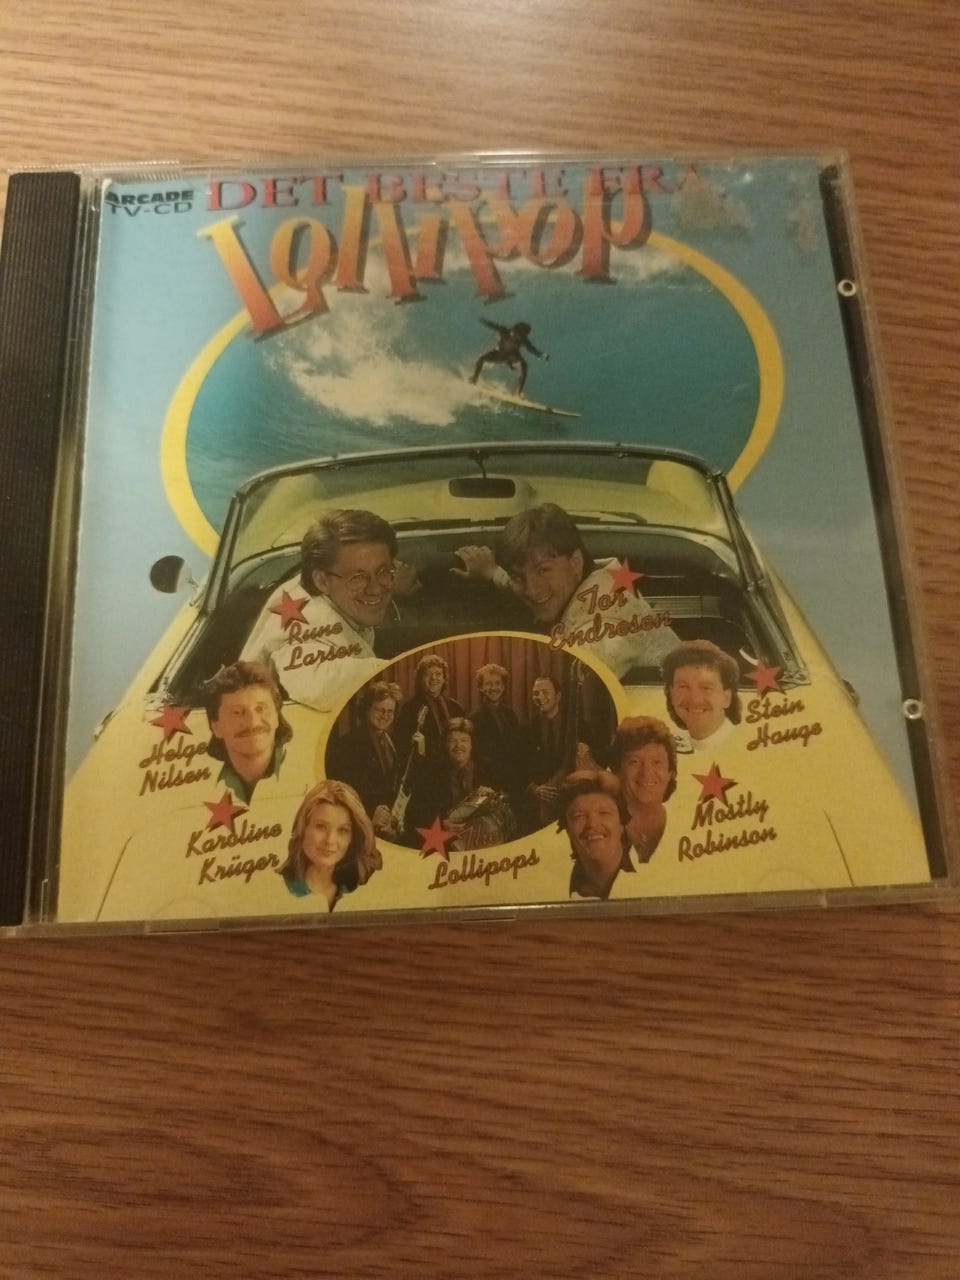 ARCADE
TV-CD
DET BESTE FRA
Lollipop
Rune
Larsen
Tor
Endresen
Helge
Nilsen
Stein
Hauge
Karoline
Krüger
The
Lollipops
Mostly
Robinson